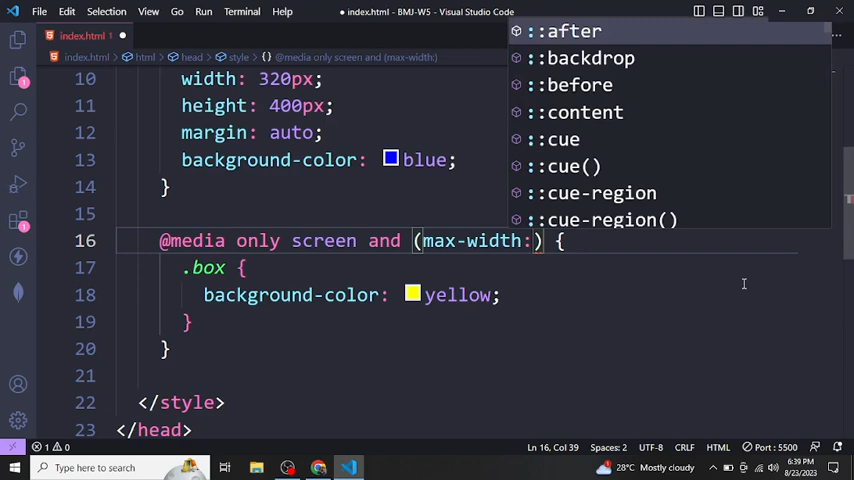 File Edit Selection View Go Run Terminal Help
● index.html - BMJ-W5 - Visual Studio Code
index.html 1 ●
index.html > html > head > style > {} @media only screen and (max-width:)
10 width: 320px;
11 height: 400px;
12 margin: auto;
13 background-color: blue;
14 }
15
16 @media only screen and (max-width:) {
17 .box {
18 background-color: yellow;
19 }
20 }
21
22 </style>
23 </head>
::after
::backdrop
::before
::content
::cue
::cue()
::cue-region
::cue-region()
1
1
1 0 Ln 16, Col 39 Spaces: 2 UTF-8 CRLF HTML Port : 5500
Type here to search
28°C Mostly cloudy
6:39 PM
8/23/2023